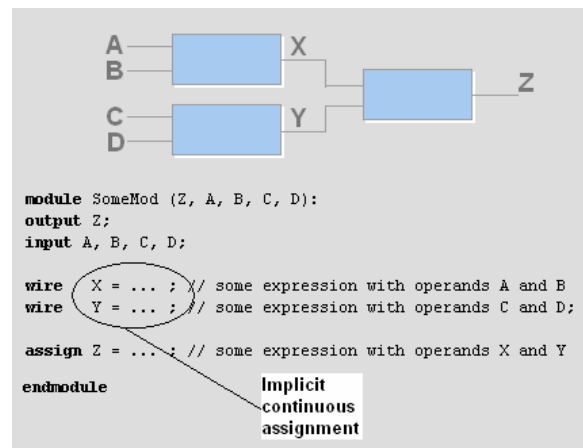 A
B
X
Z
C
D
Y
module SomeMod (Z, A, B, C, D):
output Z;
input A, B, C, D;
wire X = ... ; // some expression with operands A and B
wire Y = ... ; // some expression with operands C and D;
assign Z = ... ; // some expression with operands X and Y
endmodule
Implicit
continuous
assignment